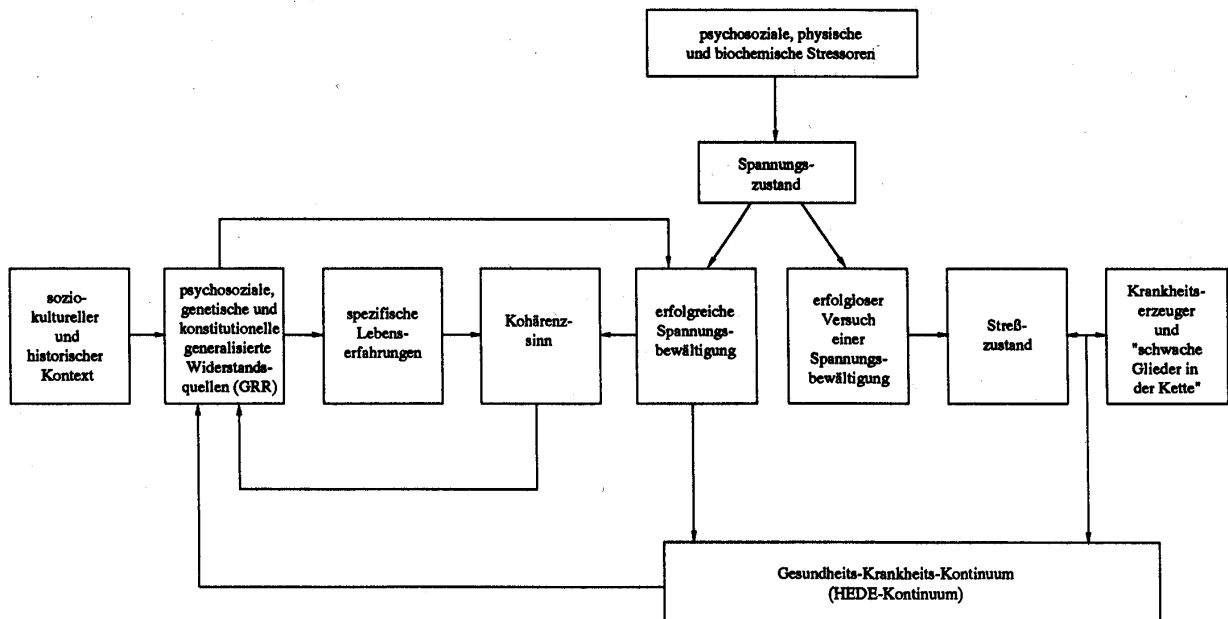 psychosoziale, physische
und biochemische Stressoren
Spannungs-
zustand
sozio-
kultureller
und
historischer
Kontext
psychosoziale,
genetische und
konstitutionelle
generalisierte
Widerstands-
quellen (GRR)
spezifische
Lebens-
erfahrungen
Kohärenz-
sinn
erfolgreiche
Spannungs-
bewältigung
erfolgloser
Versuch
einer
Spannungs-
bewältigung
Streß-
zustand
Krankheits-
erzeuger
und
"schwache
Glieder in
der Kette"
Gesundheits-Krankheits-Kontinuum
(HEDE-Kontinuum)